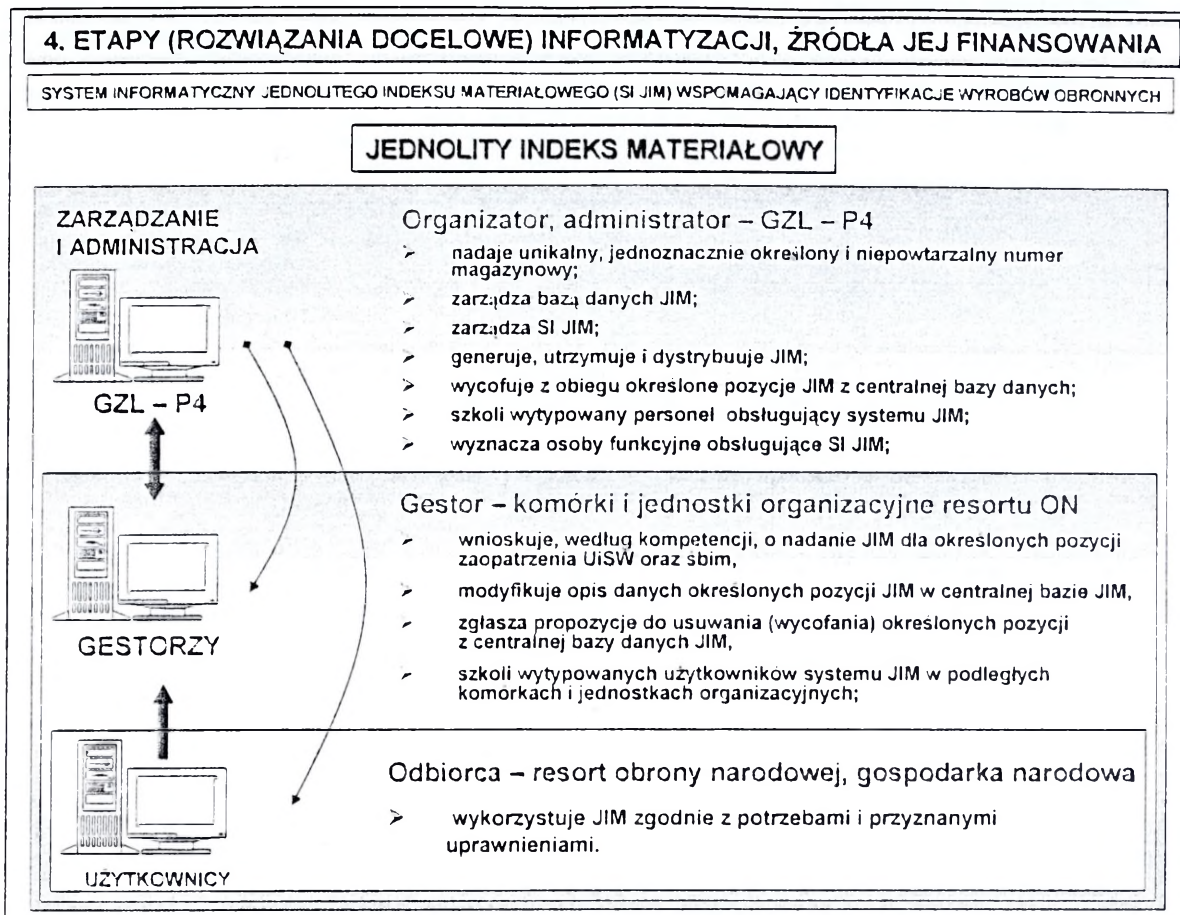 4. ETAPY (ROZWIĄZANIA DOCELOWE) INFORMATYZACJI, ŹRÓDŁA JEJ FINANSOWANIA
SYSTEM INFORMATYCZNY JEDNOLITEGO INDEKSU MATERIAŁOWEGO (SI JIM) WSPOMAGAJĄCY IDENTYFIKACJE WYROBÓW OBRONNYCH
JEDNOLITY INDEKS MATERIAŁOWY
ZARZĄDZANIE
I ADMINISTRACJA
GZL – P4
Organizator, administrator – GZL – P4
➢ nadaje unikalny, jednoznacznie określony i niepowtarzalny numer
magazynowy;
➢ zarządza bazą danych JIM;
➢ zarządza SI JIM;
➢ generuje, utrzymuje i dystrybuuje JIM;
➢ wycofuje z obiegu określone pozycje JIM z centralnej bazy danych;
➢ szkoli wytypowany personel obsługujący systemu JIM;
➢ wyznacza osoby funkcyjne obsługujące SI JIM;
GESTORZY
Gestor – komórki i jednostki organizacyjne resortu ON
➢ wnioskuje, według kompetencji, o nadanie JIM dla określonych pozycji
zaopatrzenia UiSW oraz śbim,
➢ modyfikuje opis danych określonych pozycji JIM w centralnej bazie JIM,
➢ zgłasza propozycje do usuwania (wycofania) określonych pozycji
z centralnej bazy danych JIM,
➢ szkoli wytypowanych użytkowników systemu JIM w podległych
komórkach i jednostkach organizacyjnych;
UŻYTKOWNICY
Odbiorca – resort obrony narodowej, gospodarka narodowa
➢ wykorzystuje JIM zgodnie z potrzebami i przyznanymi
uprawnieniami.